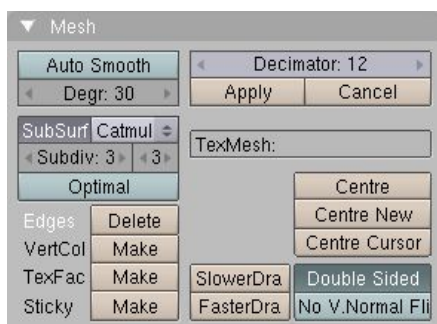 Mesh
Auto Smooth
Degr: 30
Decimator: 12
Apply Cancel
SubSurf Catmul
Subdiv: 3 3
TexMesh:
Optimal
Centre
Edges Delete
Centre New
VertCol Make
Centre Cursor
TexFac Make
SlowerDra Double Sided
Sticky Make
FasterDra No V.Normal Fli